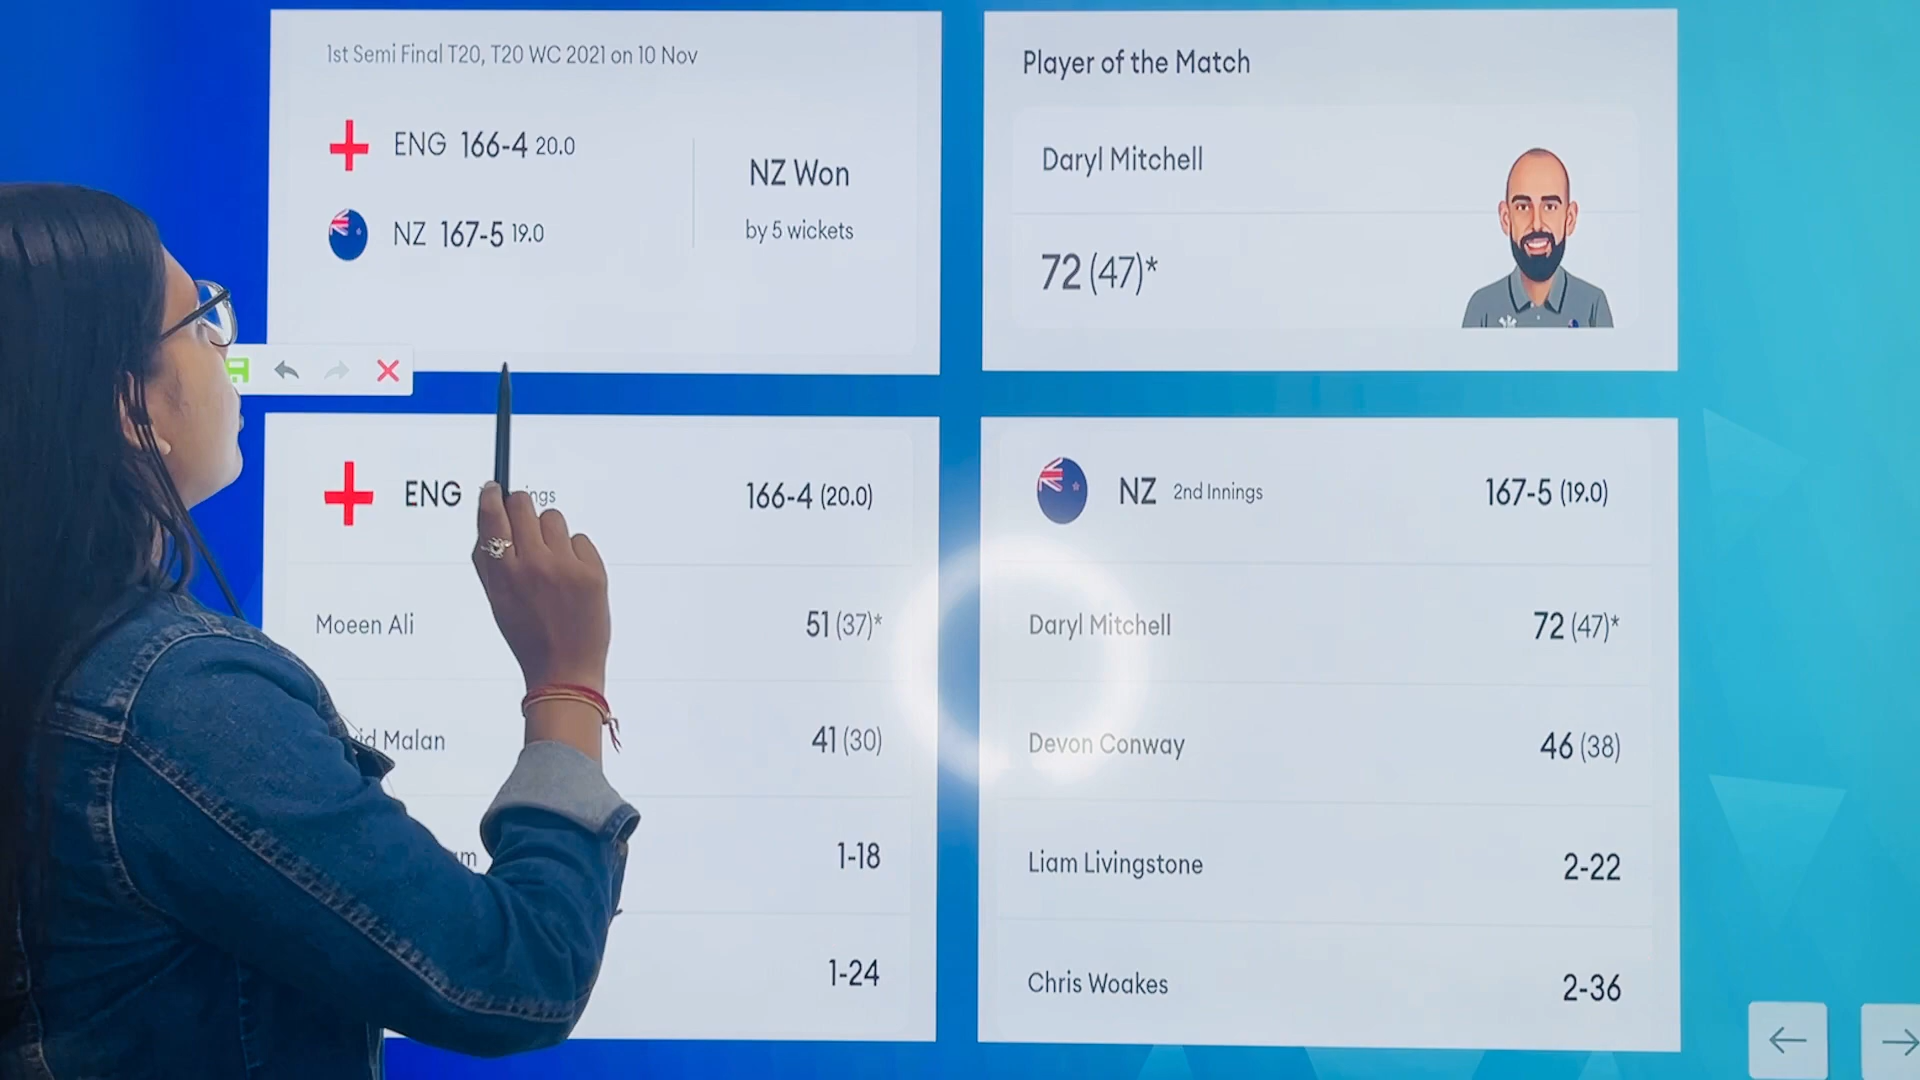 1st Semi Final T20, T20 WC 2021 on 10 Nov
ENG 166-4 20.0
NZ 167-5 19.0
NZ Won
by 5 wickets
Player of the Match
Daryl Mitchell
72 (47)*
ENG 166-4 (20.0)
Moeen Ali 51 (37)*
Malan 41 (30)
1-18
1-24
NZ 2nd Innings 167-5 (19.0)
Daryl Mitchell 72 (47)*
Devon Conway 46 (38)
Liam Livingstone 2-22
Chris Woakes 2-36